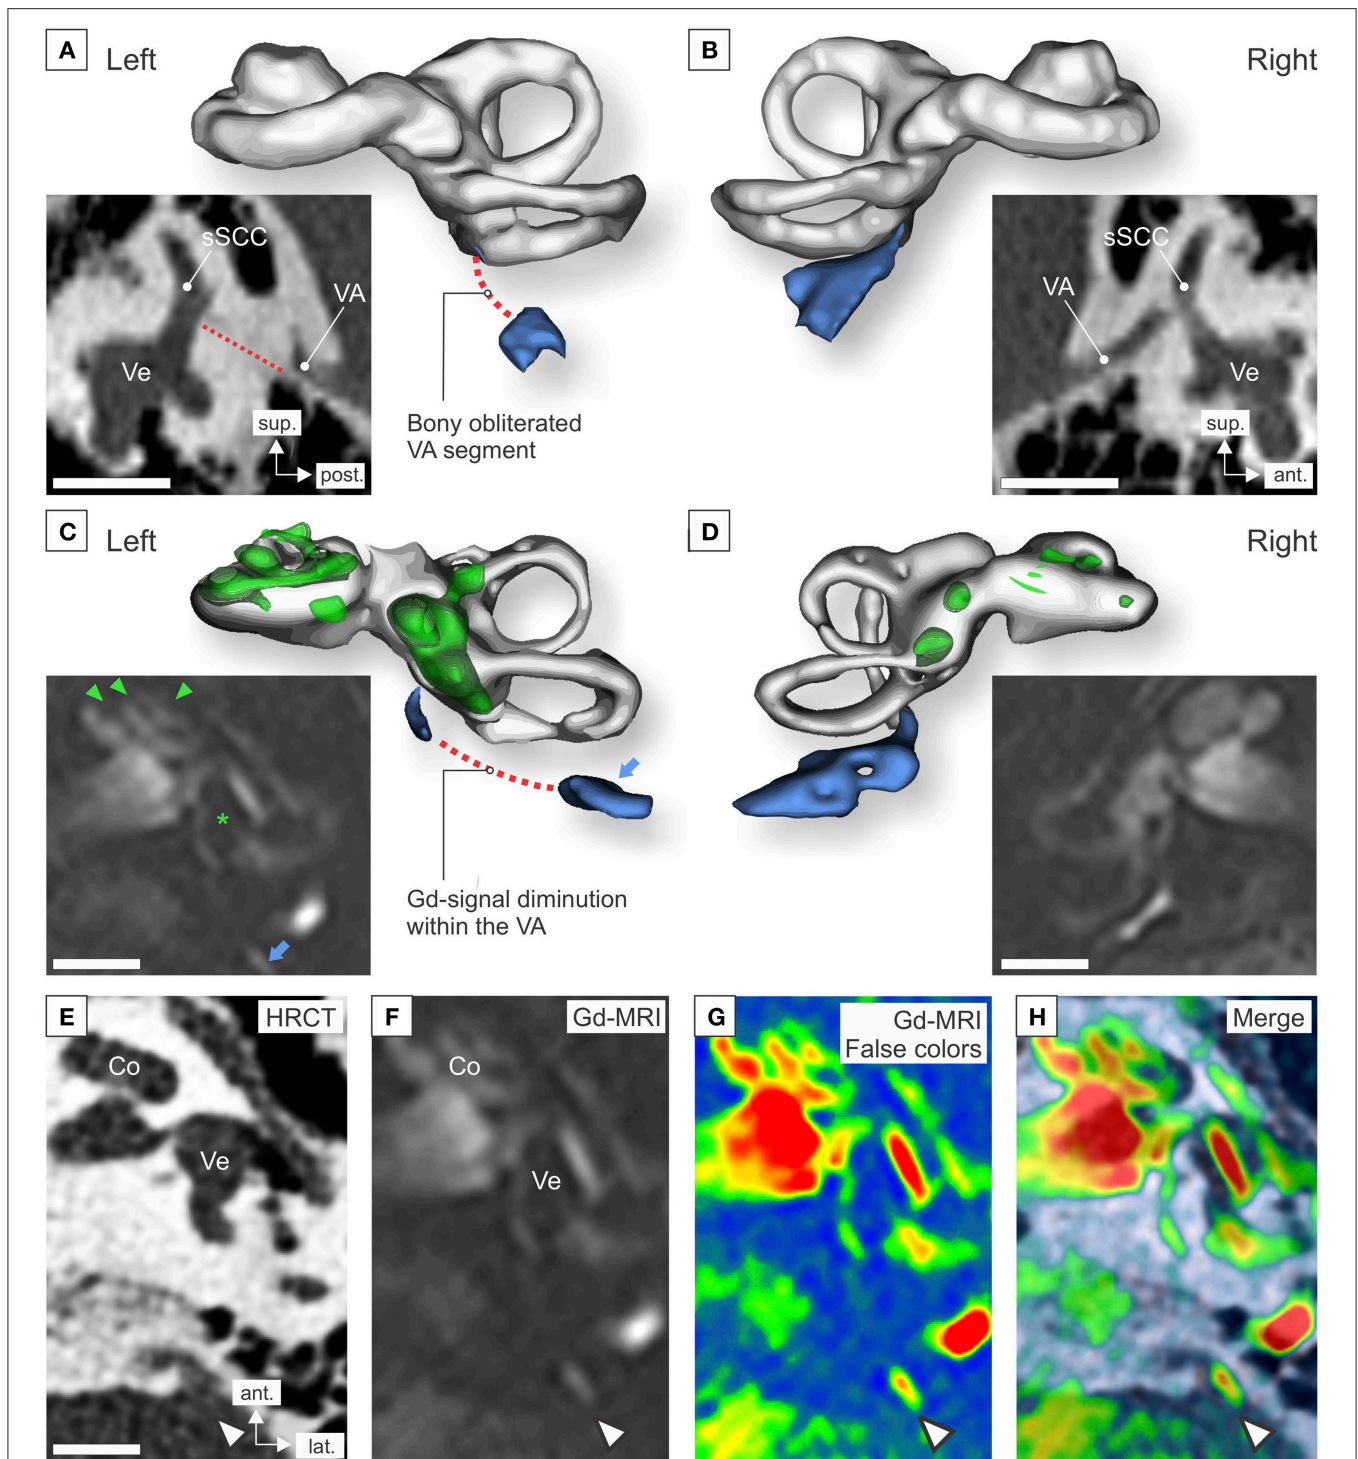 A
Left
B
Right
sSCC
VA
Ve
sup.
post.
Bony obliterated
VA segment
sSCC
VA
Ve
sup.
ant.
C
Left
D
Right
*
Gd-signal diminution
within the VA
E
HRCT
Co
Ve
ant.
lat.
F
Gd-MRI
Co
Ve
G
Gd-MRI
False colors
H
Merge